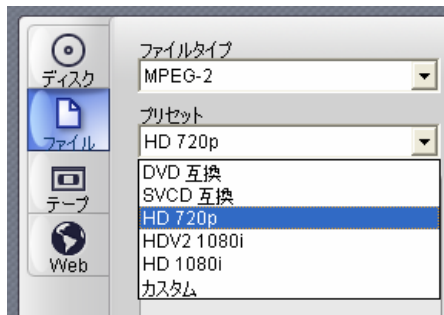 ディスク
ファイル
テープ
Web
ファイルタイプ
MPEG-2
プリセット
HD 720p
DVD 互換
SVCD 互換
HD 720p
HDV2 1080i
HD 1080i
カスタム